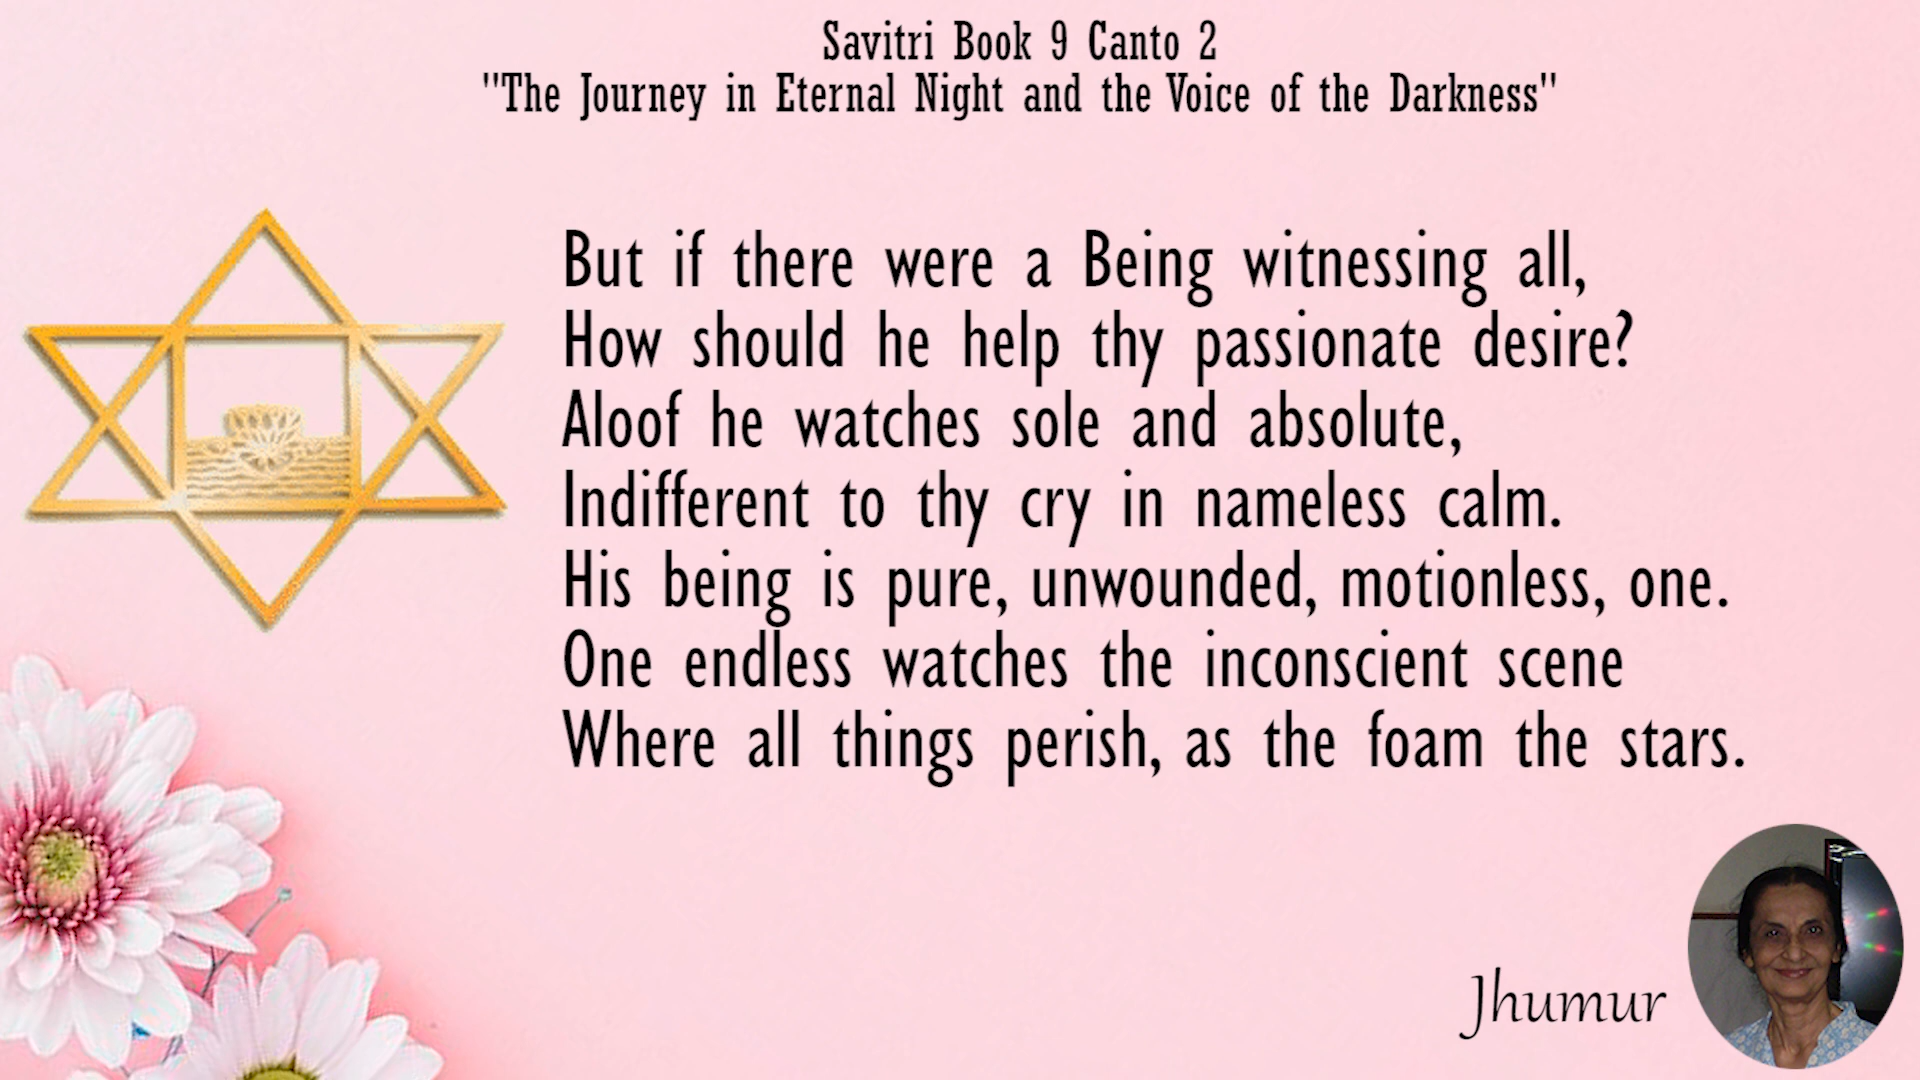 Savitri Book 9 Canto 2
"The Journey in Eternal Night and the Voice of the Darkness"
But if there were a Being witnessing all,
How should he help thy passionate desire?
Aloof he watches sole and absolute,
Indifferent to thy cry in nameless calm.
His being is pure, unwounded, motionless, one.
One endless watches the inconscient scene
Where all things perish, as the foam the stars.
Jhumur